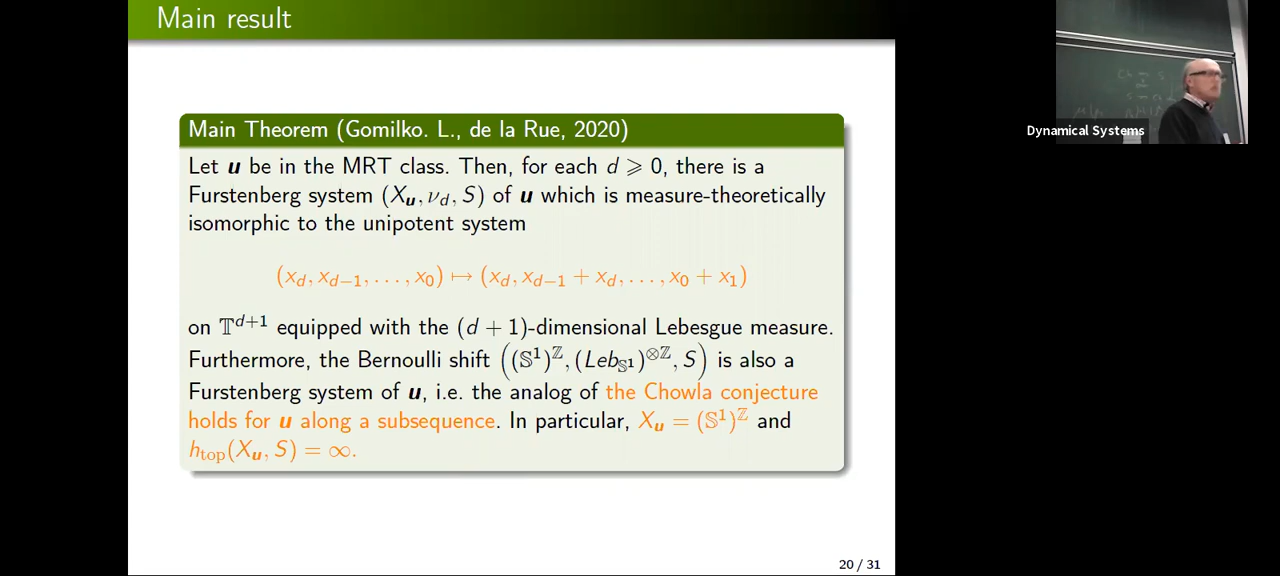 Main result
Main Theorem (Gomilko. L., de la Rue, 2020)
Let u be in the MRT class. Then, for each d ⩾ 0, there is a
Furstenberg system (X_u, ν_d, S) of u which is measure-theoretically
isomorphic to the unipotent system
(x_d, x_{d−1}, . . . , x_0) ↦ (x_d, x_{d−1} + x_d, . . . , x_0 + x_1)
on 𝕋^{d+1} equipped with the (d + 1)-dimensional Lebesgue measure.
Furthermore, the Bernoulli shift ((𝕊^1)^ℤ, (Leb_{𝕊^1})^{⊗ℤ}, S) is also a
Furstenberg system of u, i.e. the analog of the Chowla conjecture
holds for u along a subsequence. In particular, X_u = (𝕊^1)^ℤ and
h_top(X_u, S) = ∞.
20 / 31
Dynamical Systems